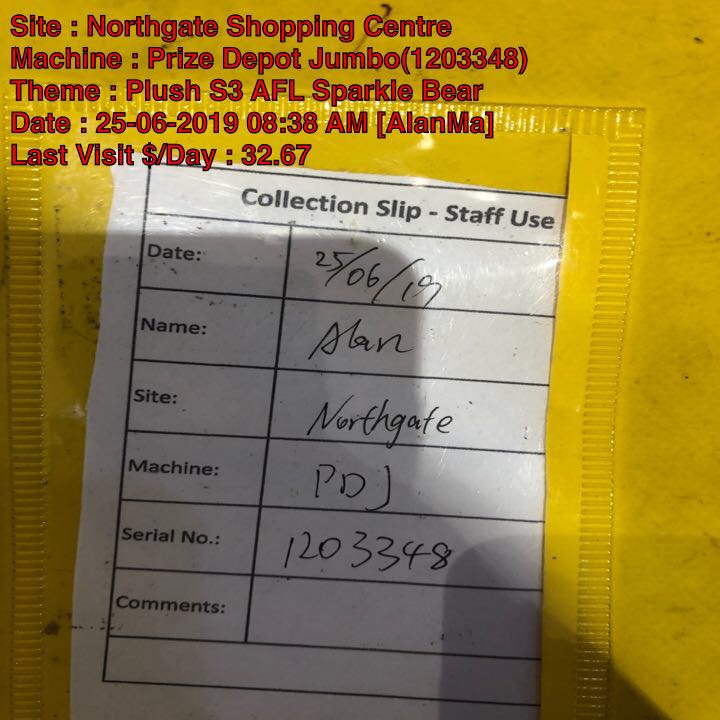 Site : Northgate Shopping Centre
Machine : Prize Depot Jumbo(1203348)
Theme : Plush S3 AFL Sparkle Bear
Date : 25-06-2019 08:38 AM [AlanMa]
Last Visit $/Day : 32.67
Collection Slip - Staff Use
Date: 25/06/19
Name: Alan
Site: Northgate
Machine: PDJ
Serial No.: 1203348
Comments: